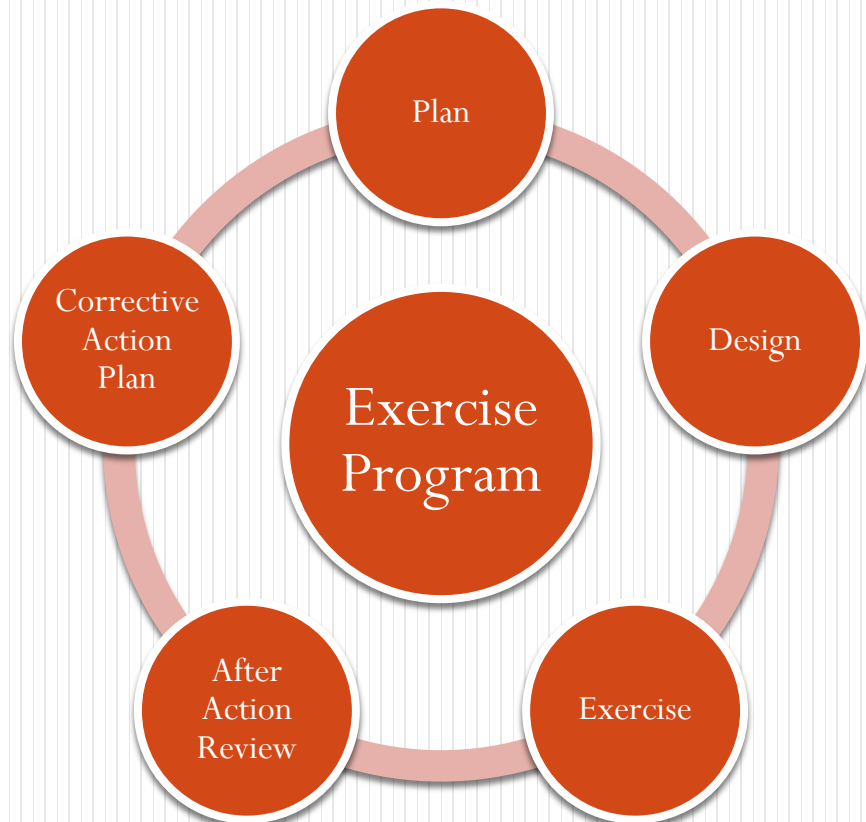 Plan
Design
Exercise
After
Action
Review
Corrective
Action
Plan
Exercise
Program